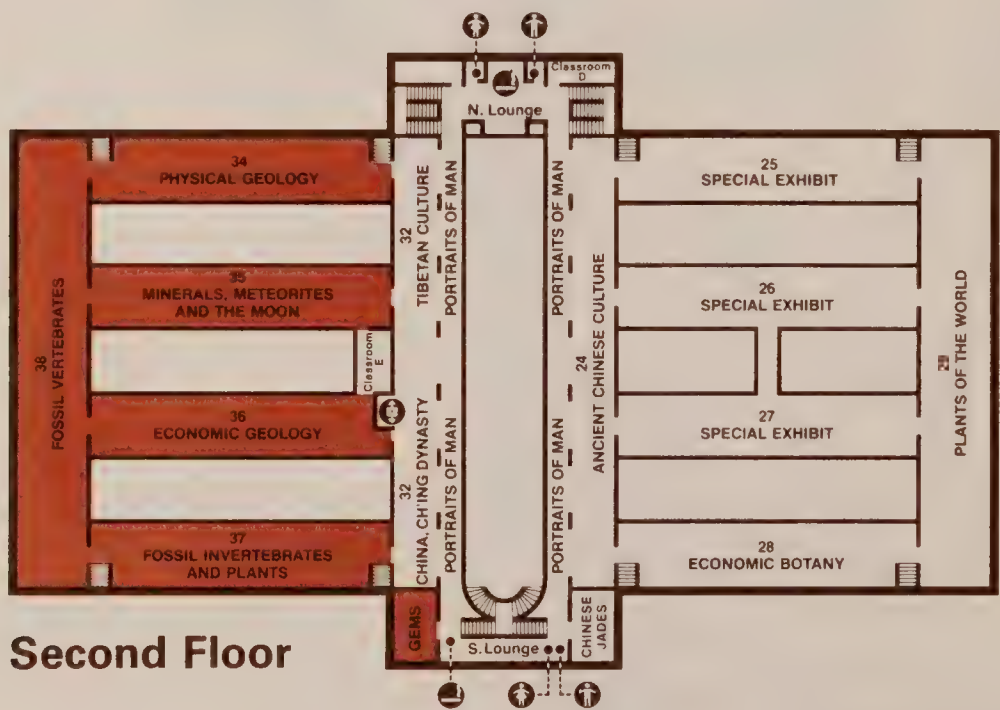 Classroom
D
N. Lounge
34
PHYSICAL GEOLOGY
32
TIBETAN CULTURE
PORTRAITS OF MAN
PORTRAITS OF MAN
25
SPECIAL EXHIBIT
38
FOSSIL VERTEBRATES
35
MINERALS, METEORITES
AND THE MOON
Classroom
E
24
ANCIENT CHINESE CULTURE
26
SPECIAL EXHIBIT
29
PLANTS OF THE WORLD
36
ECONOMIC GEOLOGY
32
CHINA, CH'ING DYNASTY
PORTRAITS OF MAN
PORTRAITS OF MAN
27
SPECIAL EXHIBIT
37
FOSSIL INVERTEBRATES
AND PLANTS
28
ECONOMIC BOTANY
GEMS
CHINESE
JADES
S. Lounge
Second Floor